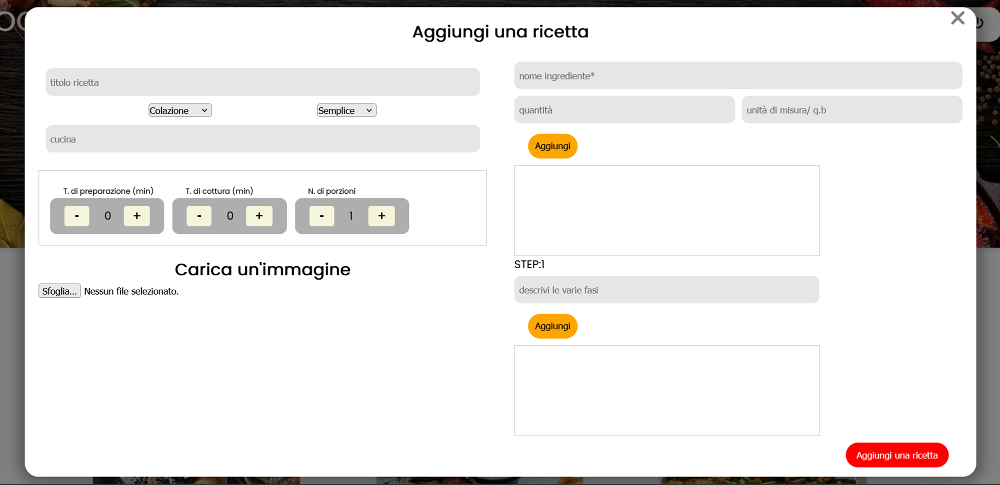 Aggiungi una ricetta
titolo ricetta
Colazione
Semplice
cucina
T. di preparazione (min)
T. di cottura (min)
N. di porzioni
- 0 +
- 0 +
- 1 +
Carica un'immagine
Sfoglia... Nessun file selezionato.
nome ingrediente*
quantità
unità di misura/ q.b
Aggiungi
STEP:1
descrivi le varie fasi
Aggiungi
Aggiungi una ricetta